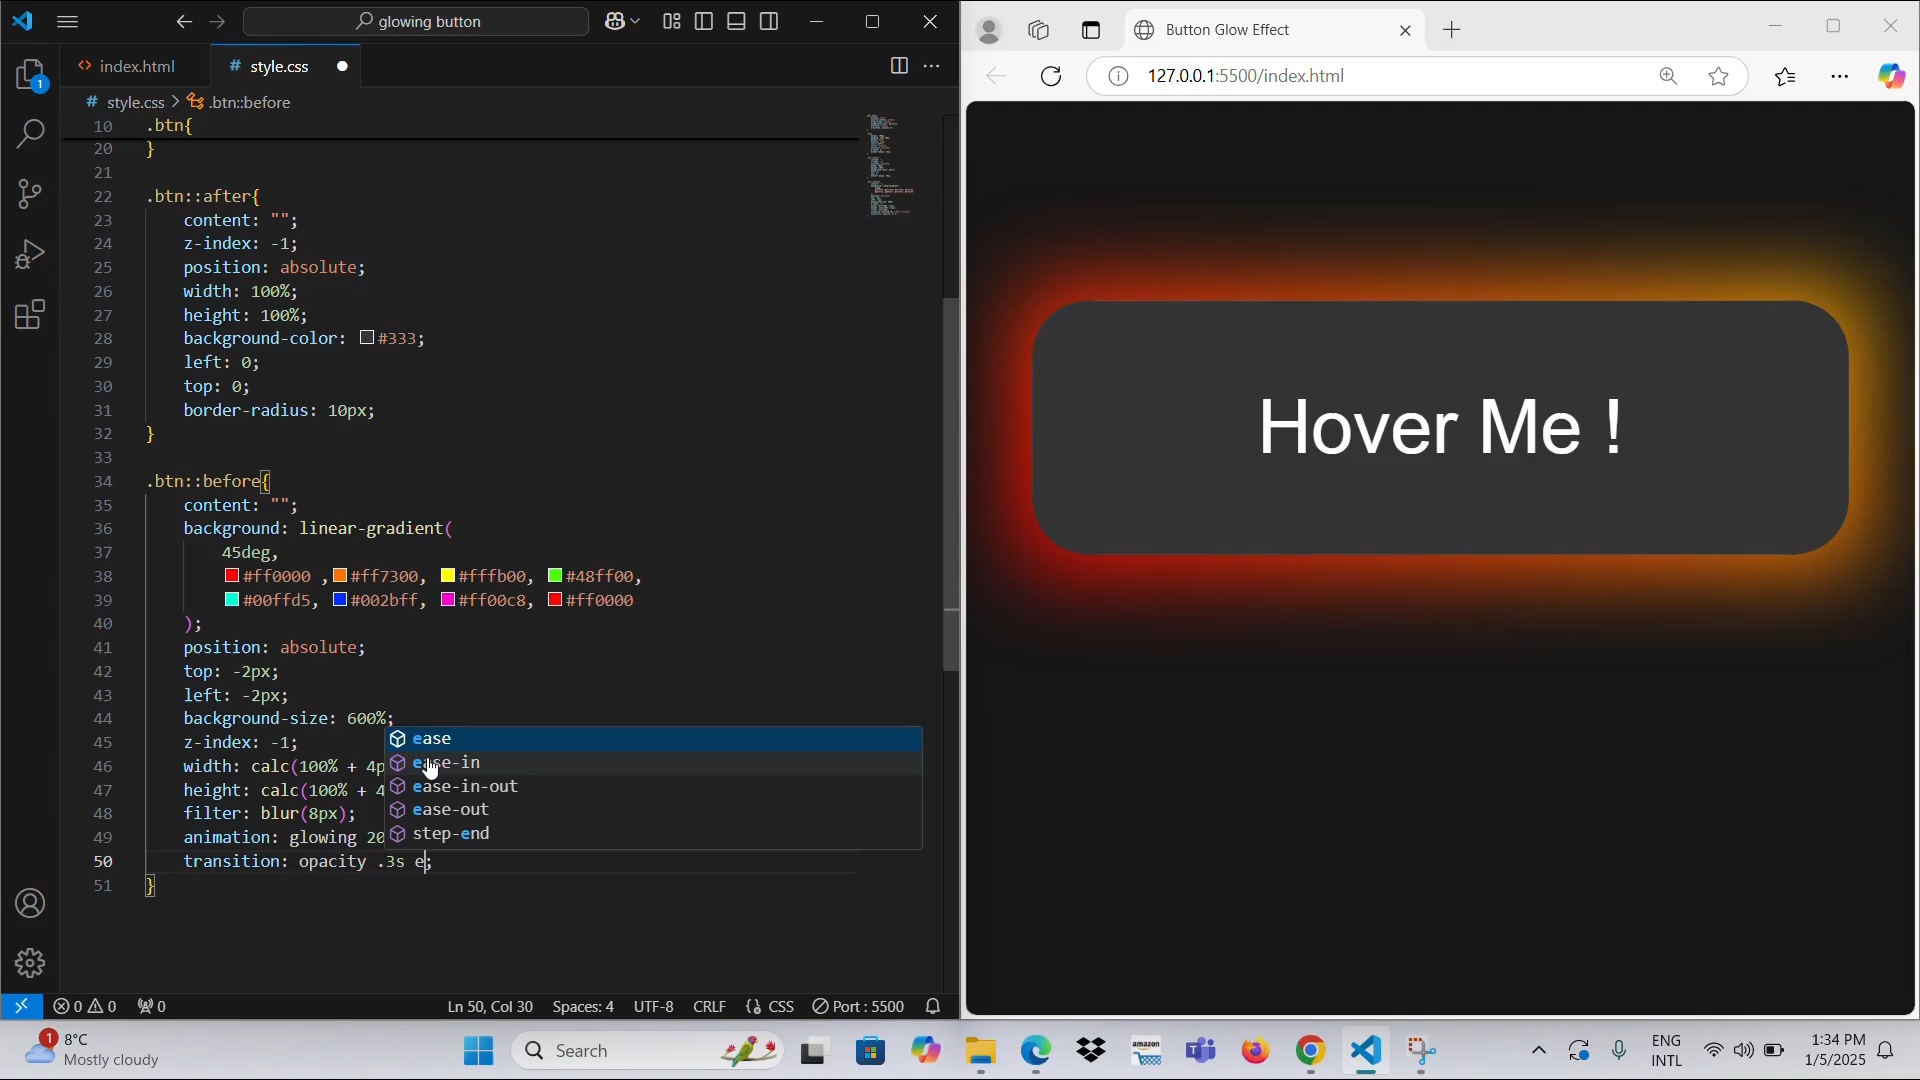 glowing button
index.html
# style.css
1
# style.css > .btn::before
10 .btn{
20 }
21
22 .btn::after{
23 content: "";
24 z-index: -1;
25 position: absolute;
26 width: 100%;
27 height: 100%;
28 background-color: #333;
29 left: 0;
30 top: 0;
31 border-radius: 10px;
32 }
33
34 .btn::before{
35 content: "";
36 background: linear-gradient(
37 45deg,
38 #ff0000 , #ff7300, #fffb00, #48ff00,
39 #00ffd5, #002bff, #ff00c8, #ff0000
40 );
41 position: absolute;
42 top: -2px;
43 left: -2px;
44 background-size: 600%;
45 z-index: -1;
46 width: calc(100% + 4p
47 height: calc(100% + 4
48 filter: blur(8px);
49 animation: glowing 20
50 transition: opacity .3s e;
51 }
ease
ease-in
ease-in-out
ease-out
step-end
0 0 0 Ln 50, Col 30 Spaces: 4 UTF-8 CRLF {} CSS Port : 5500
Button Glow Effect
127.0.0.1:5500/index.html
Hover Me !
1
8°C
Mostly cloudy
Search
amazon
ENG
INTL
1:34 PM
1/5/2025